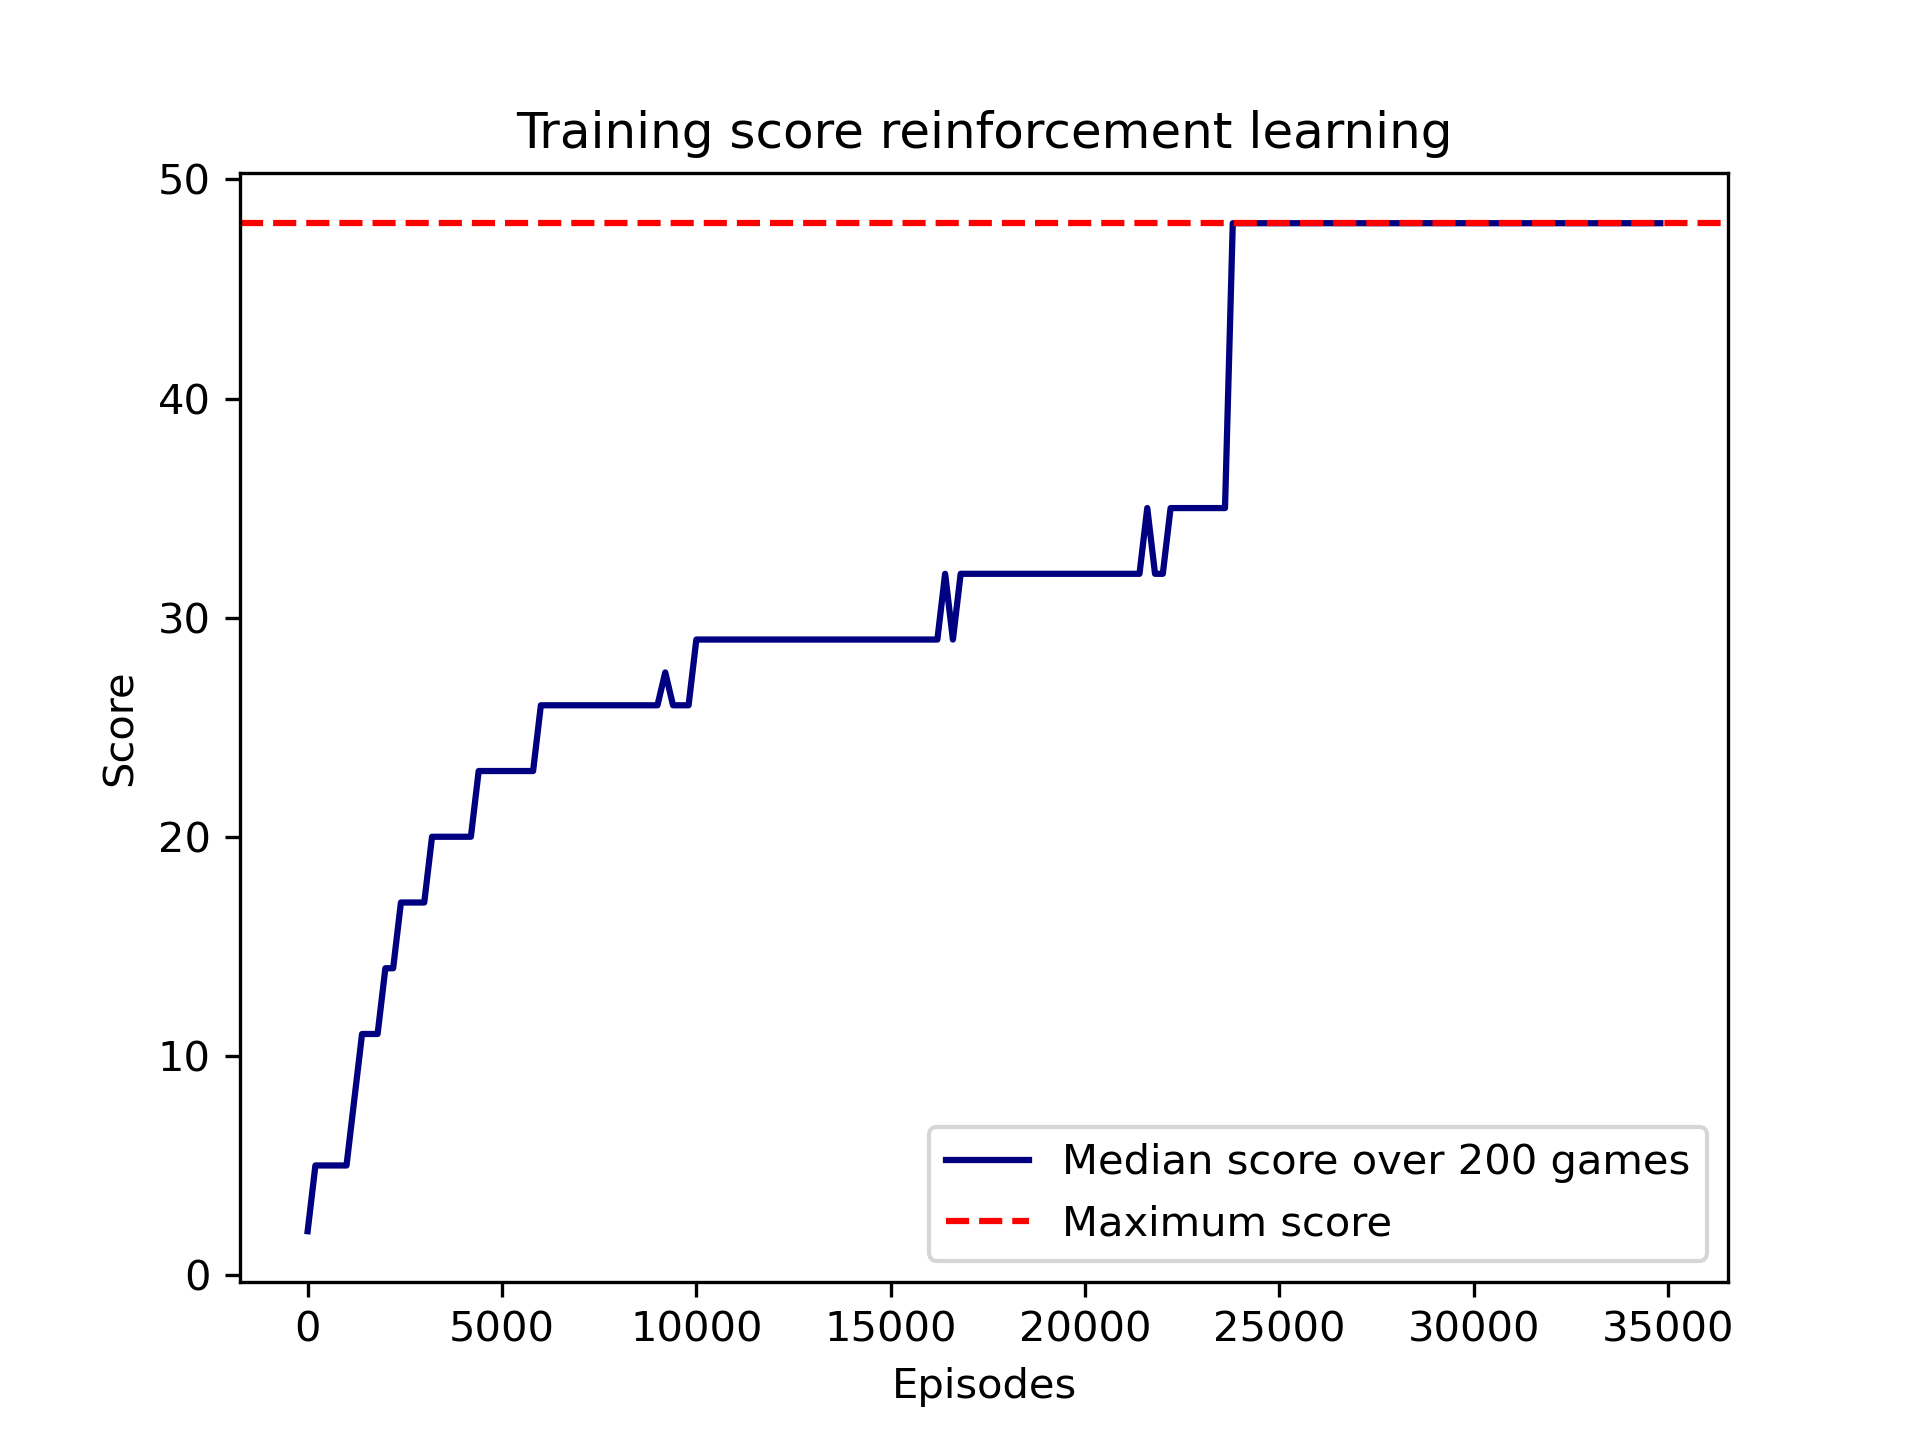 Training score reinforcement learning
50
40
30
20
10
0
Score
Median score over 200 games
Maximum score
0 5000 10000 15000 20000 25000 30000 35000
Episodes